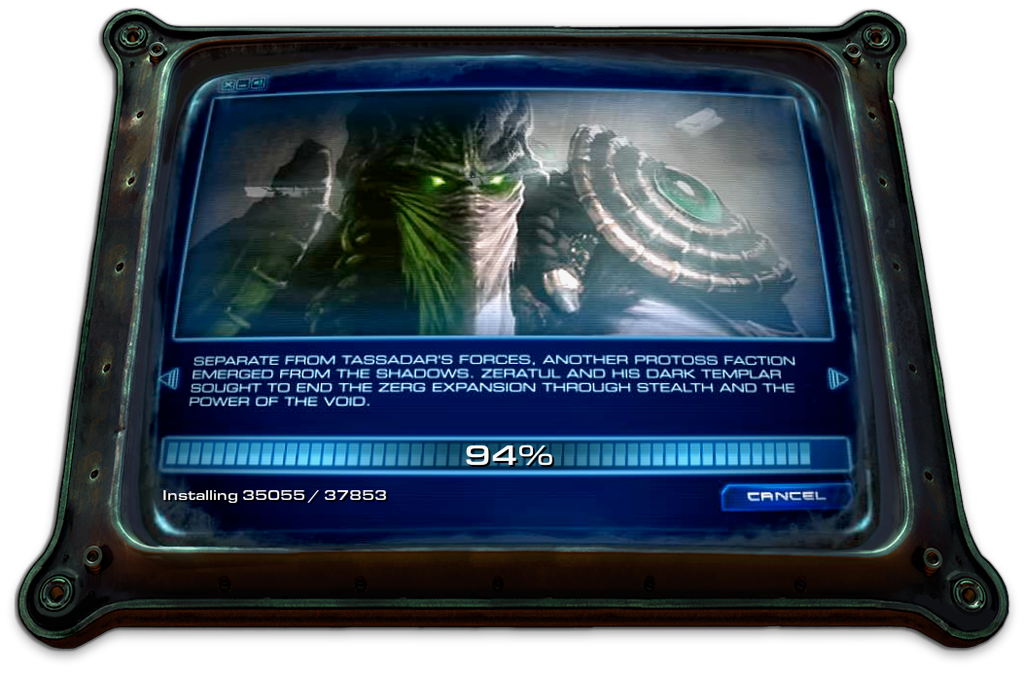 SEPARATE FROM TASSADAR'S FORCES, ANOTHER PROTOSS FACTION
EMERGED FROM THE SHADOWS. ZERATUL AND HIS DARK TEMPLAR
SOUGHT TO END THE ZERG EXPANSION THROUGH STEALTH AND THE
POWER OF THE VOID.
94%
Installing 35055 / 37853
CANCEL